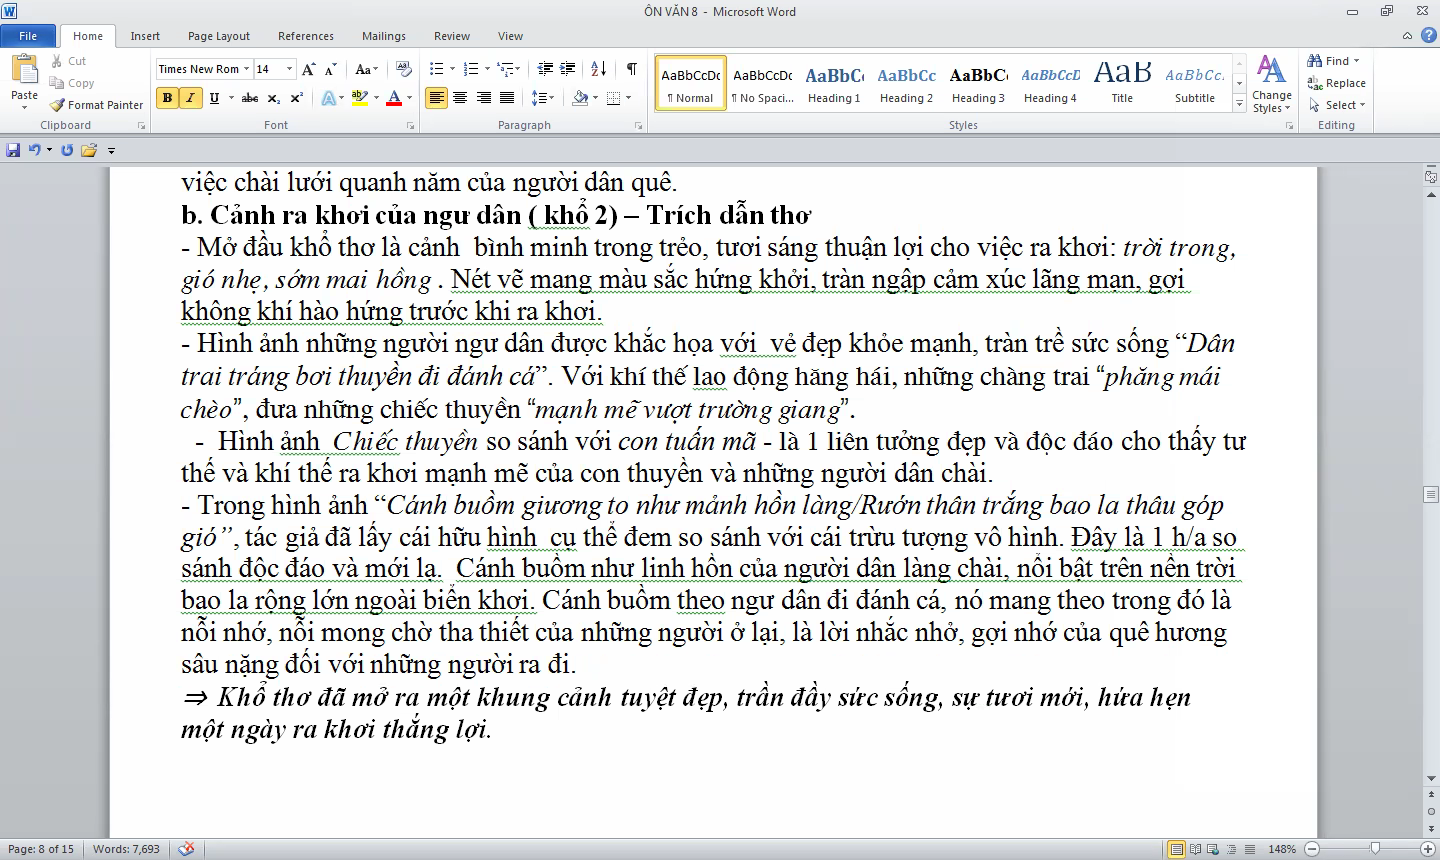 ÔN VĂN 8 - Microsoft Word
File Home Insert Page Layout References Mailings Review View
Paste Cut Copy Format Painter Clipboard
Times New Rom 14 Aa B I U abc x₂ x² A ab A Font
Paragraph
AaBbCcDc AaBbCcDc AaBbC AaBbCc AaBbCc AaBbCcD AaB AaBbCc.
¶ Normal ¶ No Spaci... Heading 1 Heading 2 Heading 3 Heading 4 Title Subtitle
Styles
Change Styles
Find Replace Select Editing
việc chài lưới quanh năm của người dân quê.
b. Cảnh ra khơi của ngư dân ( khổ 2) – Trích dẫn thơ
- Mở đầu khổ thơ là cảnh bình minh trong trẻo, tươi sáng thuận lợi cho việc ra khơi: trời trong,
gió nhẹ, sớm mai hồng . Nét vẽ mang màu sắc hứng khởi, tràn ngập cảm xúc lãng mạn, gợi
không khí hào hứng trước khi ra khơi.
- Hình ảnh những người ngư dân được khắc họa với vẻ đẹp khỏe mạnh, tràn trề sức sống “Dân
trai tráng bơi thuyền đi đánh cá”. Với khí thế lao động hăng hái, những chàng trai “phăng mái
chèo”, đưa những chiếc thuyền “mạnh mẽ vượt trường giang”.
- Hình ảnh Chiếc thuyền so sánh với con tuấn mã - là 1 liên tưởng đẹp và độc đáo cho thấy tư
thế và khí thế ra khơi mạnh mẽ của con thuyền và những người dân chài.
- Trong hình ảnh “Cánh buồm giương to như mảnh hồn làng/Rướn thân trắng bao la thâu góp
gió”, tác giả đã lấy cái hữu hình cụ thể đem so sánh với cái trừu tượng vô hình. Đây là 1 h/a so
sánh độc đáo và mới lạ. Cánh buồm như linh hồn của người dân làng chài, nổi bật trên nền trời
bao la rộng lớn ngoài biển khơi. Cánh buồm theo ngư dân đi đánh cá, nó mang theo trong đó là
nỗi nhớ, nỗi mong chờ tha thiết của những người ở lại, là lời nhắc nhở, gợi nhớ của quê hương
sâu nặng đối với những người ra đi.
⇒ Khổ thơ đã mở ra một khung cảnh tuyệt đẹp, trần đầy sức sống, sự tươi mới, hứa hẹn
một ngày ra khơi thắng lợi.
Page: 8 of 15 Words: 7,693 148%